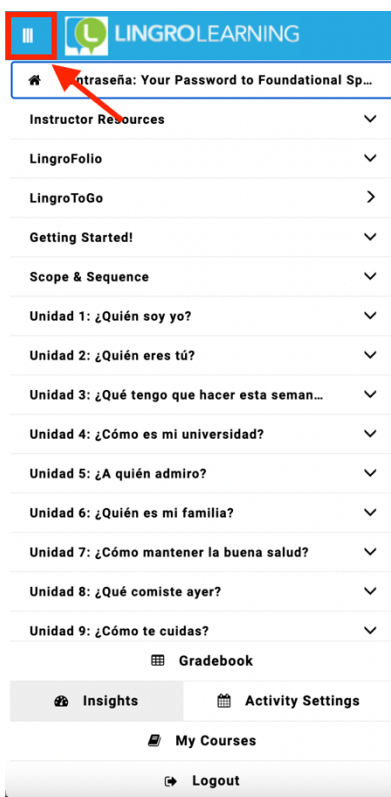 LINGROLEARNING
ntraseña: Your Password to Foundational Sp...
Instructor Resources
LingroFolio
LingroToGo
Getting Started!
Scope & Sequence
Unidad 1: ¿Quién soy yo?
Unidad 2: ¿Quién eres tú?
Unidad 3: ¿Qué tengo que hacer esta seman...
Unidad 4: ¿Cómo es mi universidad?
Unidad 5: ¿A quién admiro?
Unidad 6: ¿Quién es mi familia?
Unidad 7: ¿Cómo mantener la buena salud?
Unidad 8: ¿Qué comiste ayer?
Unidad 9: ¿Cómo te cuidas?
Gradebook
Insights Activity Settings
My Courses
Logout